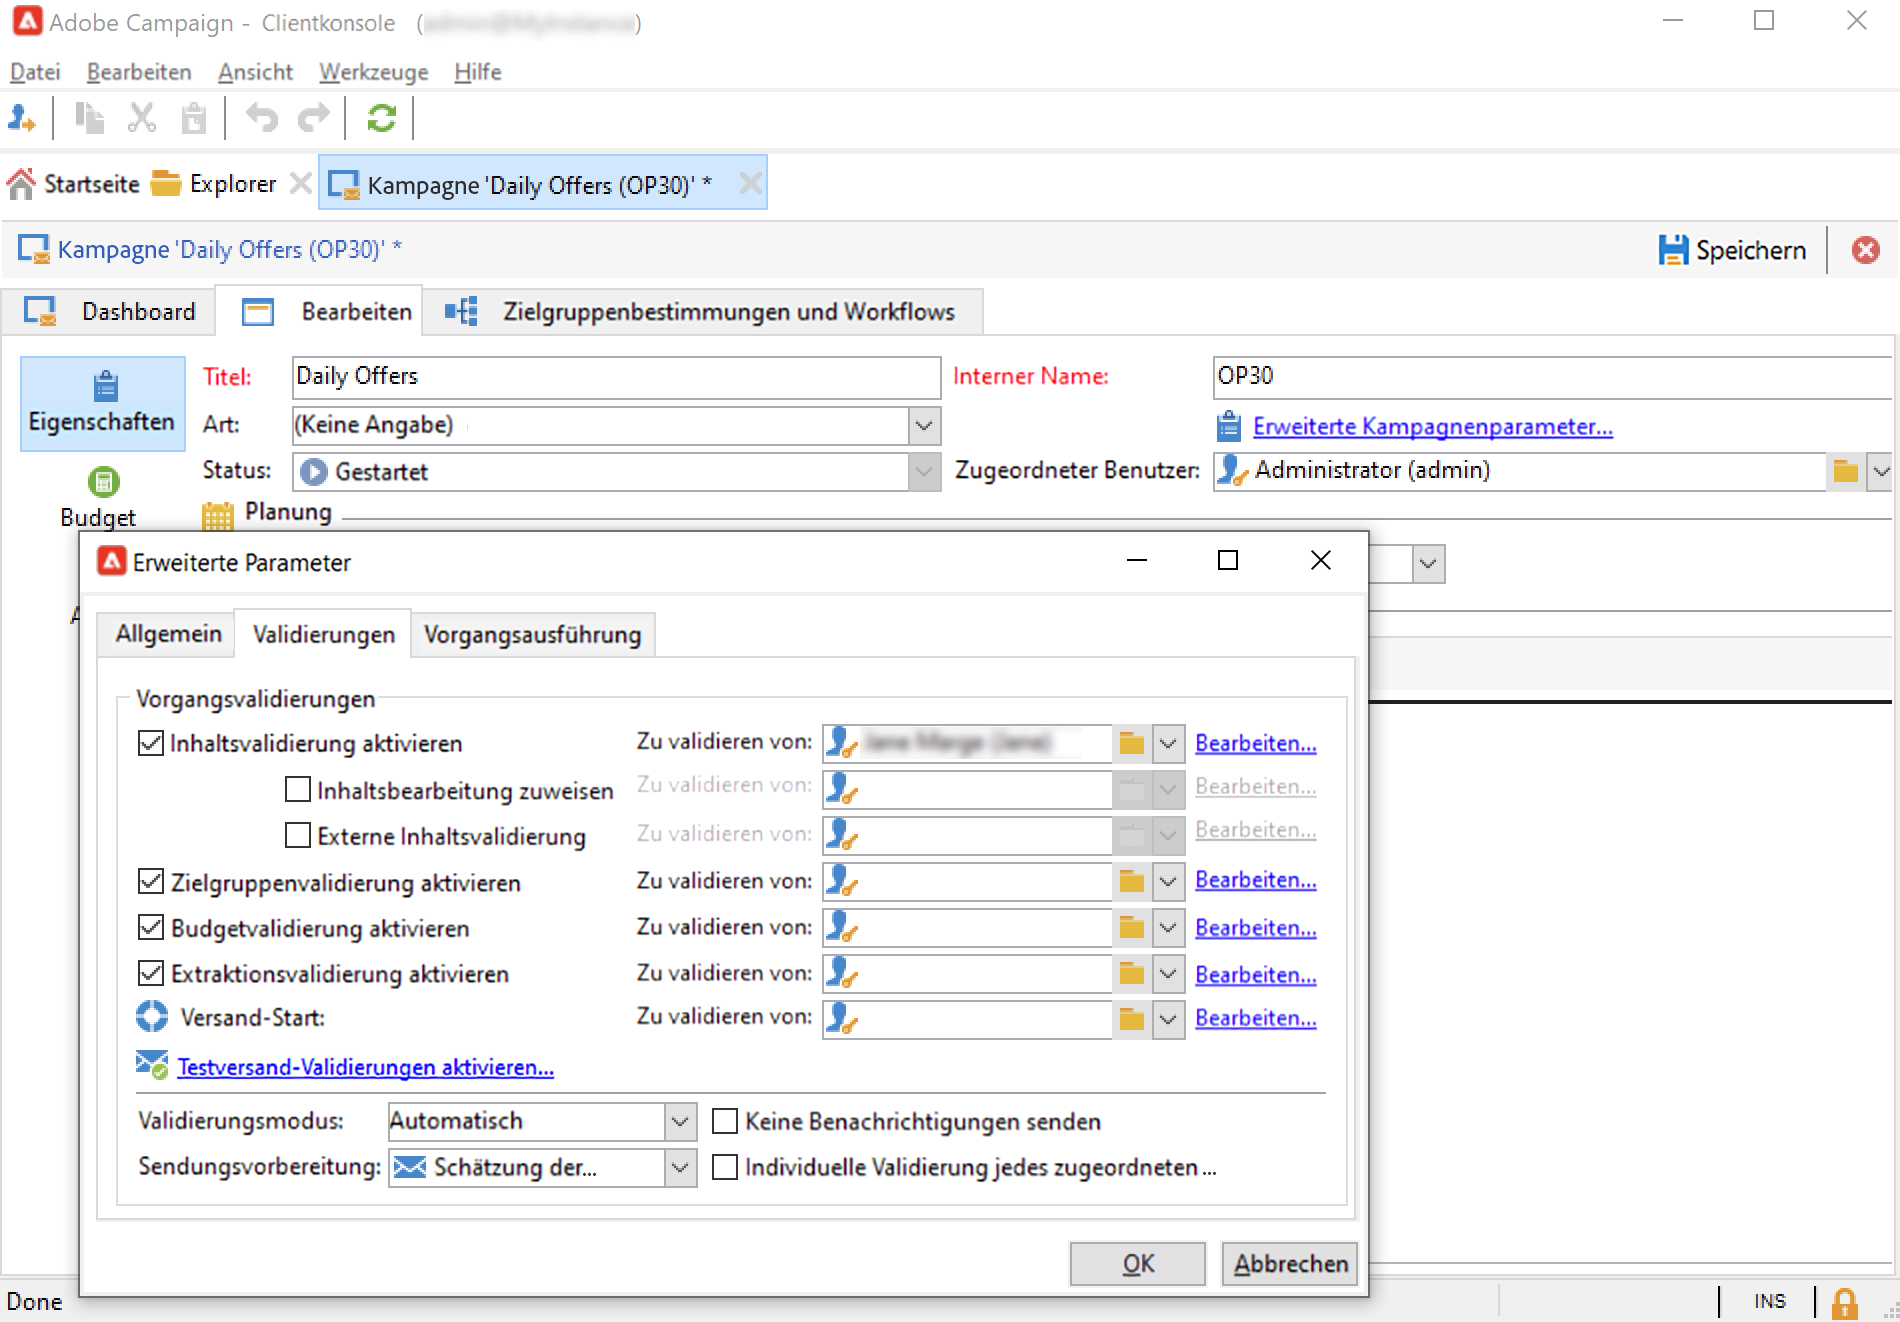 Adobe Campaign - Clientkonsole ( )
Datei Bearbeiten Ansicht Werkzeuge Hilfe
Startseite Explorer Kampagne 'Daily Offers (OP30)' *
Kampagne 'Daily Offers (OP30)' * Speichern
Dashboard Bearbeiten Zielgruppenbestimmungen und Workflows
Eigenschaften
Budget
Titel: Daily Offers Interner Name: OP30
Art: (Keine Angabe) Erweiterte Kampagnenparameter...
Status: Gestartet Zugeordneter Benutzer: Administrator (admin)
Planung
Erweiterte Parameter
Allgemein Validierungen Vorgangsausführung
Vorgangsvalidierungen
Inhaltsvalidierung aktivieren Zu validieren von: Bearbeiten...
Inhaltsbearbeitung zuweisen Zu validieren von: Bearbeiten...
Externe Inhaltsvalidierung Zu validieren von: Bearbeiten...
Zielgruppenvalidierung aktivieren Zu validieren von: Bearbeiten...
Budgetvalidierung aktivieren Zu validieren von: Bearbeiten...
Extraktionsvalidierung aktivieren Zu validieren von: Bearbeiten...
Versand-Start: Zu validieren von: Bearbeiten...
Testversand-Validierungen aktivieren...
Validierungsmodus: Automatisch Keine Benachrichtigungen senden
Sendungsvorbereitung: Schätzung der... Individuelle Validierung jedes zugeordneten ...
OK Abbrechen
Done INS